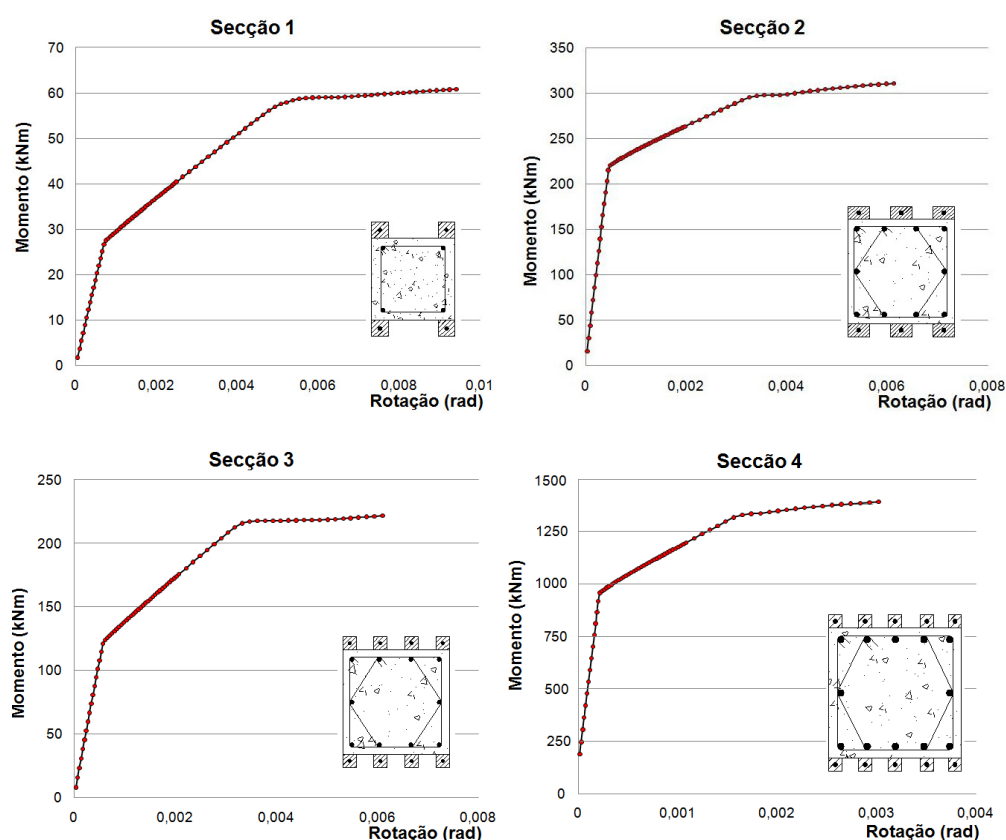 Secção 1
Momento (kNm)
70
60
50
40
30
20
10
0
0 0,002 0,004 0,006 0,008 0,01
Rotação (rad)
Secção 2
Momento (kNm)
350
300
250
200
150
100
50
0
0 0,002 0,004 0,006 0,008
Rotação (rad)
Secção 3
Momento (kNm)
250
200
150
100
50
0
0 0,002 0,004 0,006 0,008
Rotação (rad)
Seccão 4
Momento (kNm)
1500
1250
1000
750
500
250
0
0 0,001 0,002 0,003 0,004
Rotação (rad)